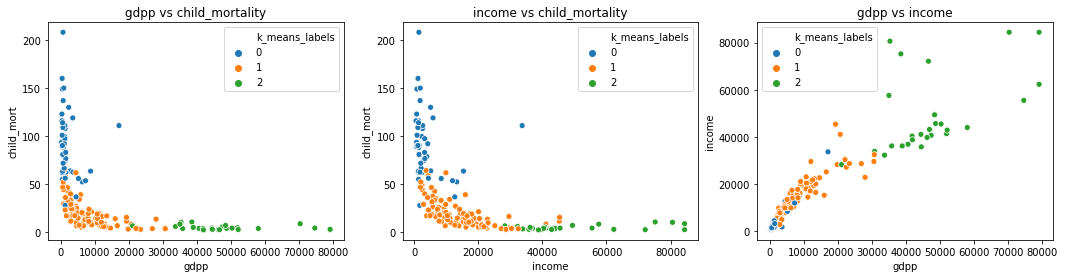 gdpp vs child_mortality
child_mort
200
150
100
50
0
k_means_labels
0
1
2
0 10000 20000 30000 40000 50000 60000 70000 80000
gdpp
income vs child_mortality
child_mort
200
150
100
50
0
k_means_labels
0
1
2
0 20000 40000 60000 80000
income
gdpp vs income
income
80000
60000
40000
20000
0
k_means_labels
0
1
2
0 10000 20000 30000 40000 50000 60000 70000 80000
gdpp